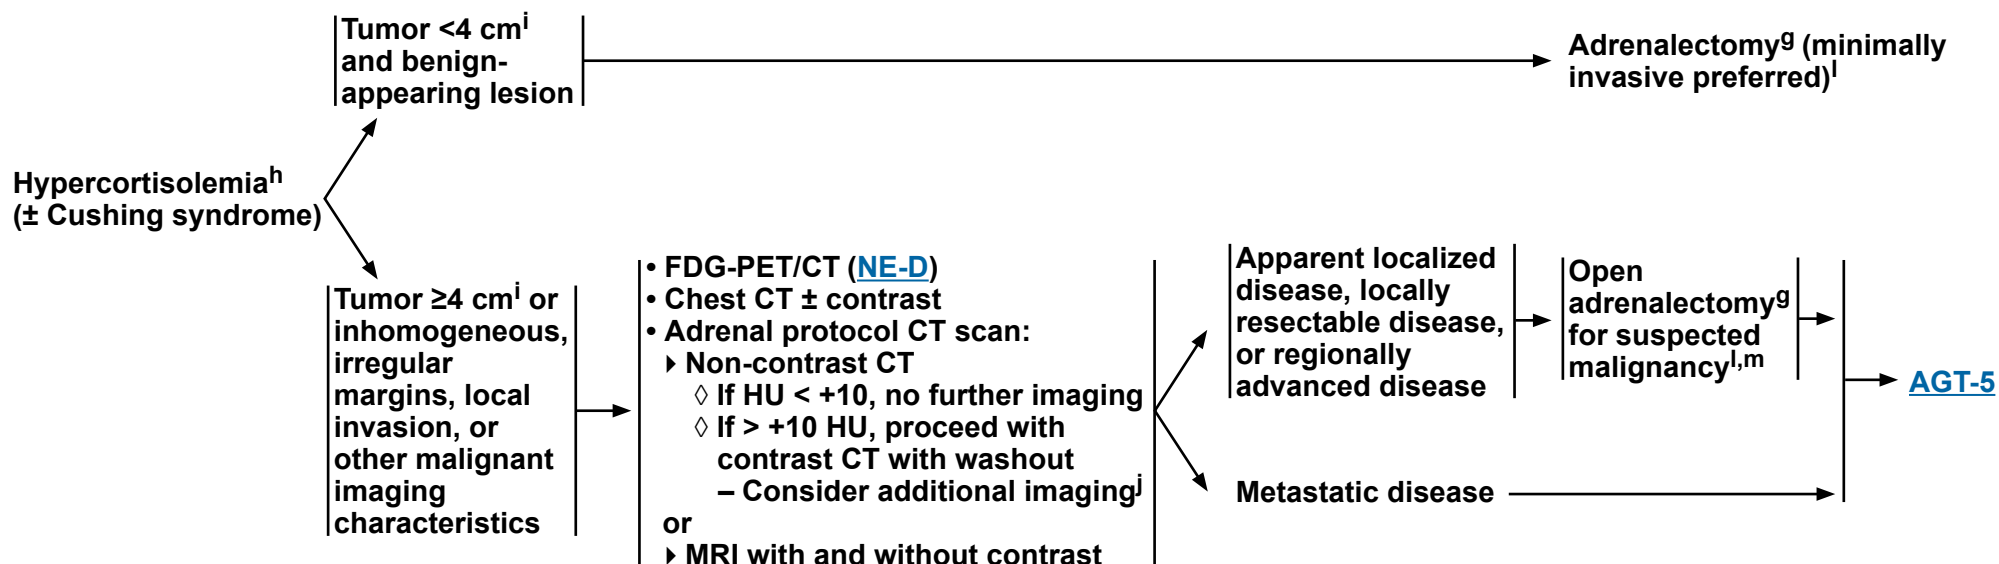 Tumor <4 cmⁱ
and benign-
appearing lesion
Adrenalectomyᵍ (minimally
invasive preferred)ˡ
Hypercortisolemiaʰ
(± Cushing syndrome)
Tumor ≥4 cmⁱ or
inhomogeneous,
irregular
margins, local
invasion, or
other malignant
imaging
characteristics
• FDG-PET/CT (NE-D)
• Chest CT ± contrast
• Adrenal protocol CT scan:
‣ Non-contrast CT
◊ If HU < +10, no further imaging
◊ If > +10 HU, proceed with
contrast CT with washout
– Consider additional imagingʲ
or
‣ MRI with and without contrast
Apparent localized
disease, locally
resectable disease,
or regionally
advanced disease
Open
adrenalectomyᵍ
for suspected
malignancyˡ,ᵐ
Metastatic disease
AGT-5